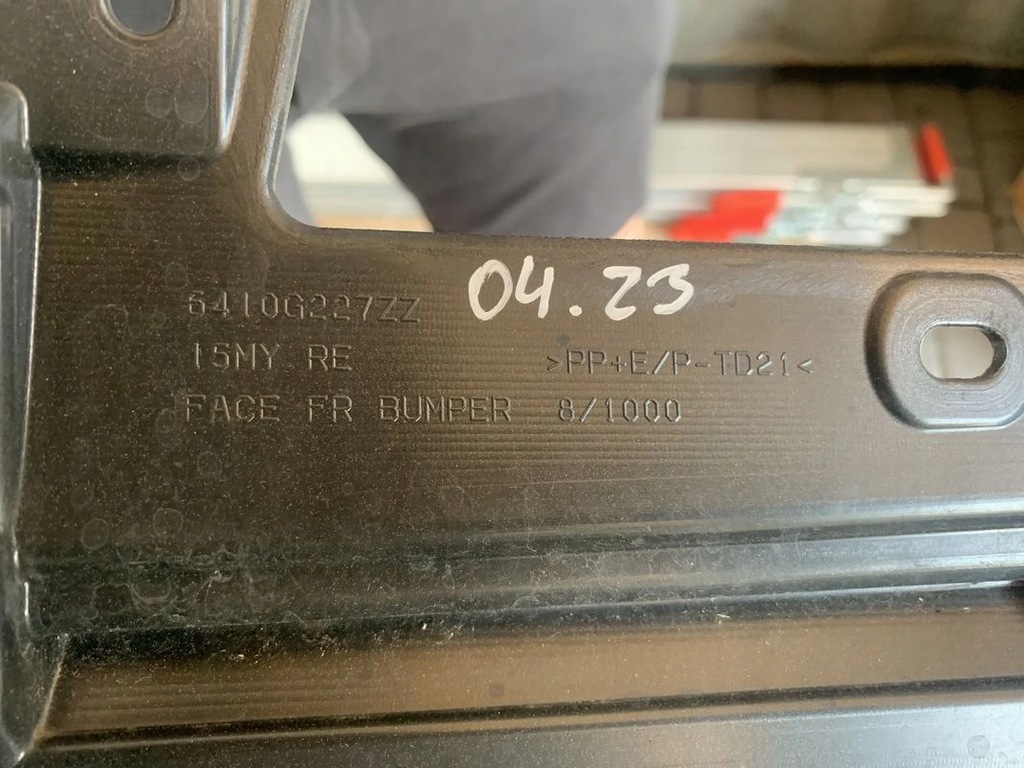 04.23
6410G227ZZ
15MY RE >PP+E/P-TD21<
FACE FR BUMPER 8/1000